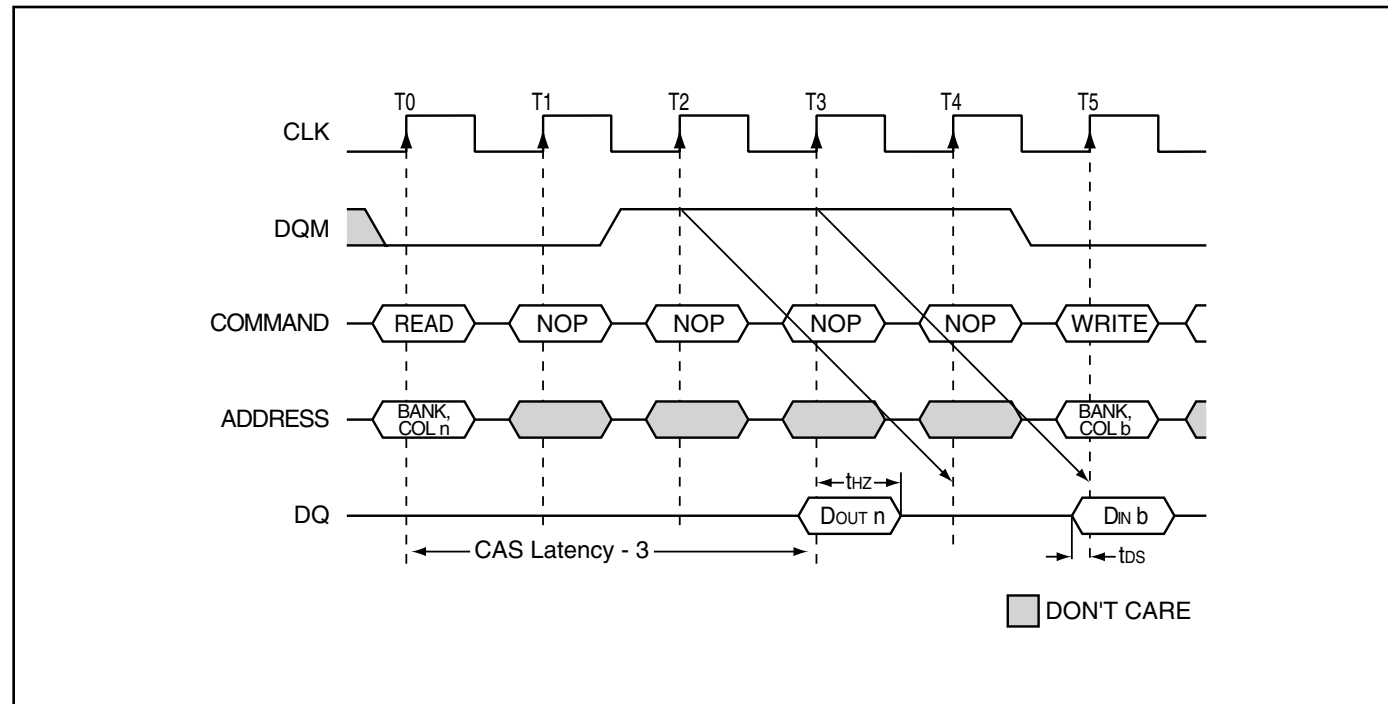 T0 T1 T2 T3 T4 T5
CLK
DQM
COMMAND READ NOP NOP NOP NOP WRITE
ADDRESS BANK, COL n BANK, COL b
tHZ
DQ DOUT n DIN b
CAS Latency - 3 tDS
DON'T CARE